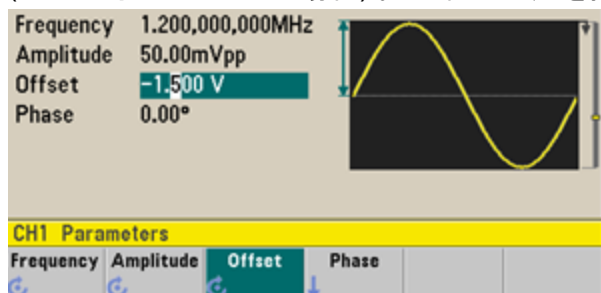 Frequency 1.200,000,000MHz
Amplitude 50.00mVpp
Offset -1.500 V
Phase 0.00°
CH1 Parameters
Frequency Amplitude Offset Phase